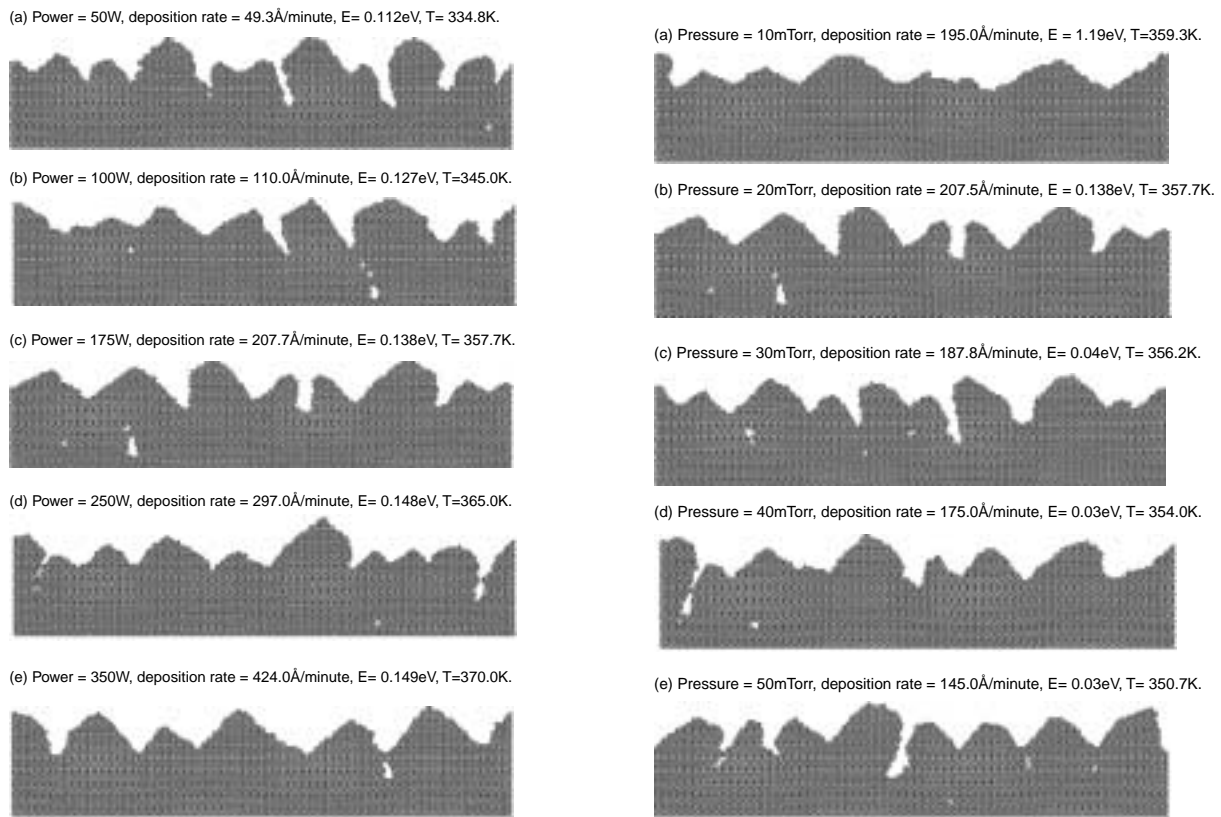 (a) Power = 50W, deposition rate = 49.3Å/minute, E= 0.112eV, T= 334.8K.
(b) Power = 100W, deposition rate = 110.0Å/minute, E= 0.127eV, T=345.0K.
(c) Power = 175W, deposition rate = 207.7Å/minute, E= 0.138eV, T= 357.7K.
(d) Power = 250W, deposition rate = 297.0Å/minute, E= 0.148eV, T=365.0K.
(e) Power = 350W, deposition rate = 424.0Å/minute, E= 0.149eV, T=370.0K.
(a) Pressure = 10mTorr, deposition rate = 195.0Å/minute, E = 1.19eV, T=359.3K.
(b) Pressure = 20mTorr, deposition rate = 207.5Å/minute, E = 0.138eV, T=357.7K.
(c) Pressure = 30mTorr, deposition rate = 187.8Å/minute, E= 0.04eV, T= 356.2K.
(d) Pressure = 40mTorr, deposition rate = 175.0Å/minute, E= 0.03eV, T= 354.0K.
(e) Pressure = 50mTorr, deposition rate = 145.0Å/minute, E= 0.03eV, T= 350.7K.